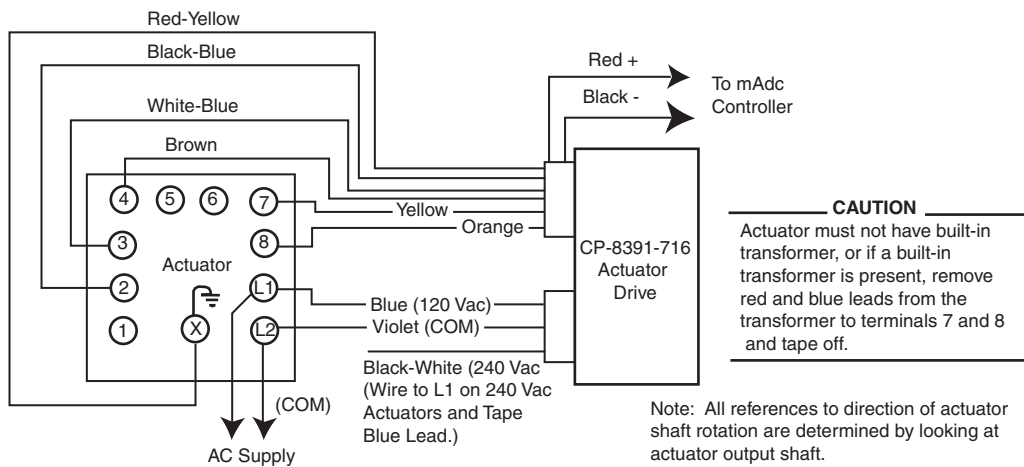 Red-Yellow
Black-Blue
White-Blue
Brown
Red +
Black -
To mAdc
Controller
4
5
6
7
3
8
Yellow
Orange
Actuator
2
L1
1
X
L2
CP-8391-716
Actuator
Drive
Blue (120 Vac)
Violet (COM)
Black-White (240 Vac
(Wire to L1 on 240 Vac
Actuators and Tape
Blue Lead.)
(COM)
AC Supply
CAUTION
Actuator must not have built-in
transformer, or if a built-in
transformer is present, remove
red and blue leads from the
transformer to terminals 7 and 8
and tape off.
Note: All references to direction of actuator
shaft rotation are determined by looking at
actuator output shaft.